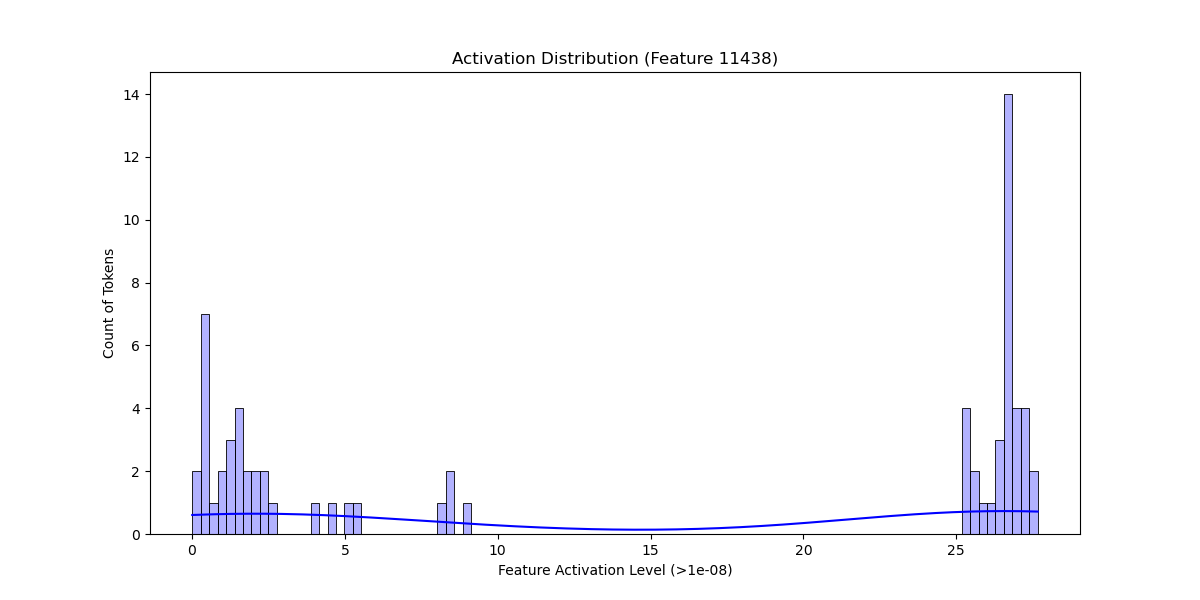 Activation Distribution (Feature 11438)
14
12
10
8
6
4
2
0
Count of Tokens
0 5 10 15 20 25
Feature Activation Level (>1e-08)